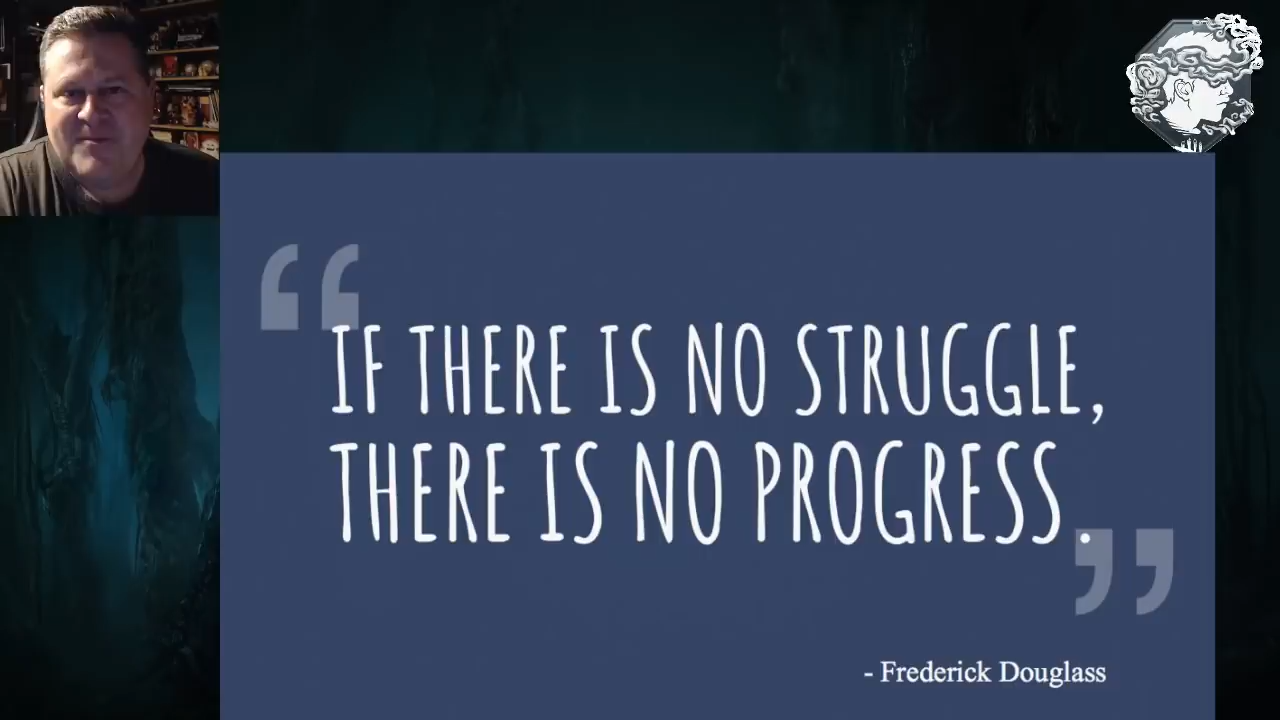 “IF THERE IS NO STRUGGLE,
THERE IS NO PROGRESS.”
- Frederick Douglass